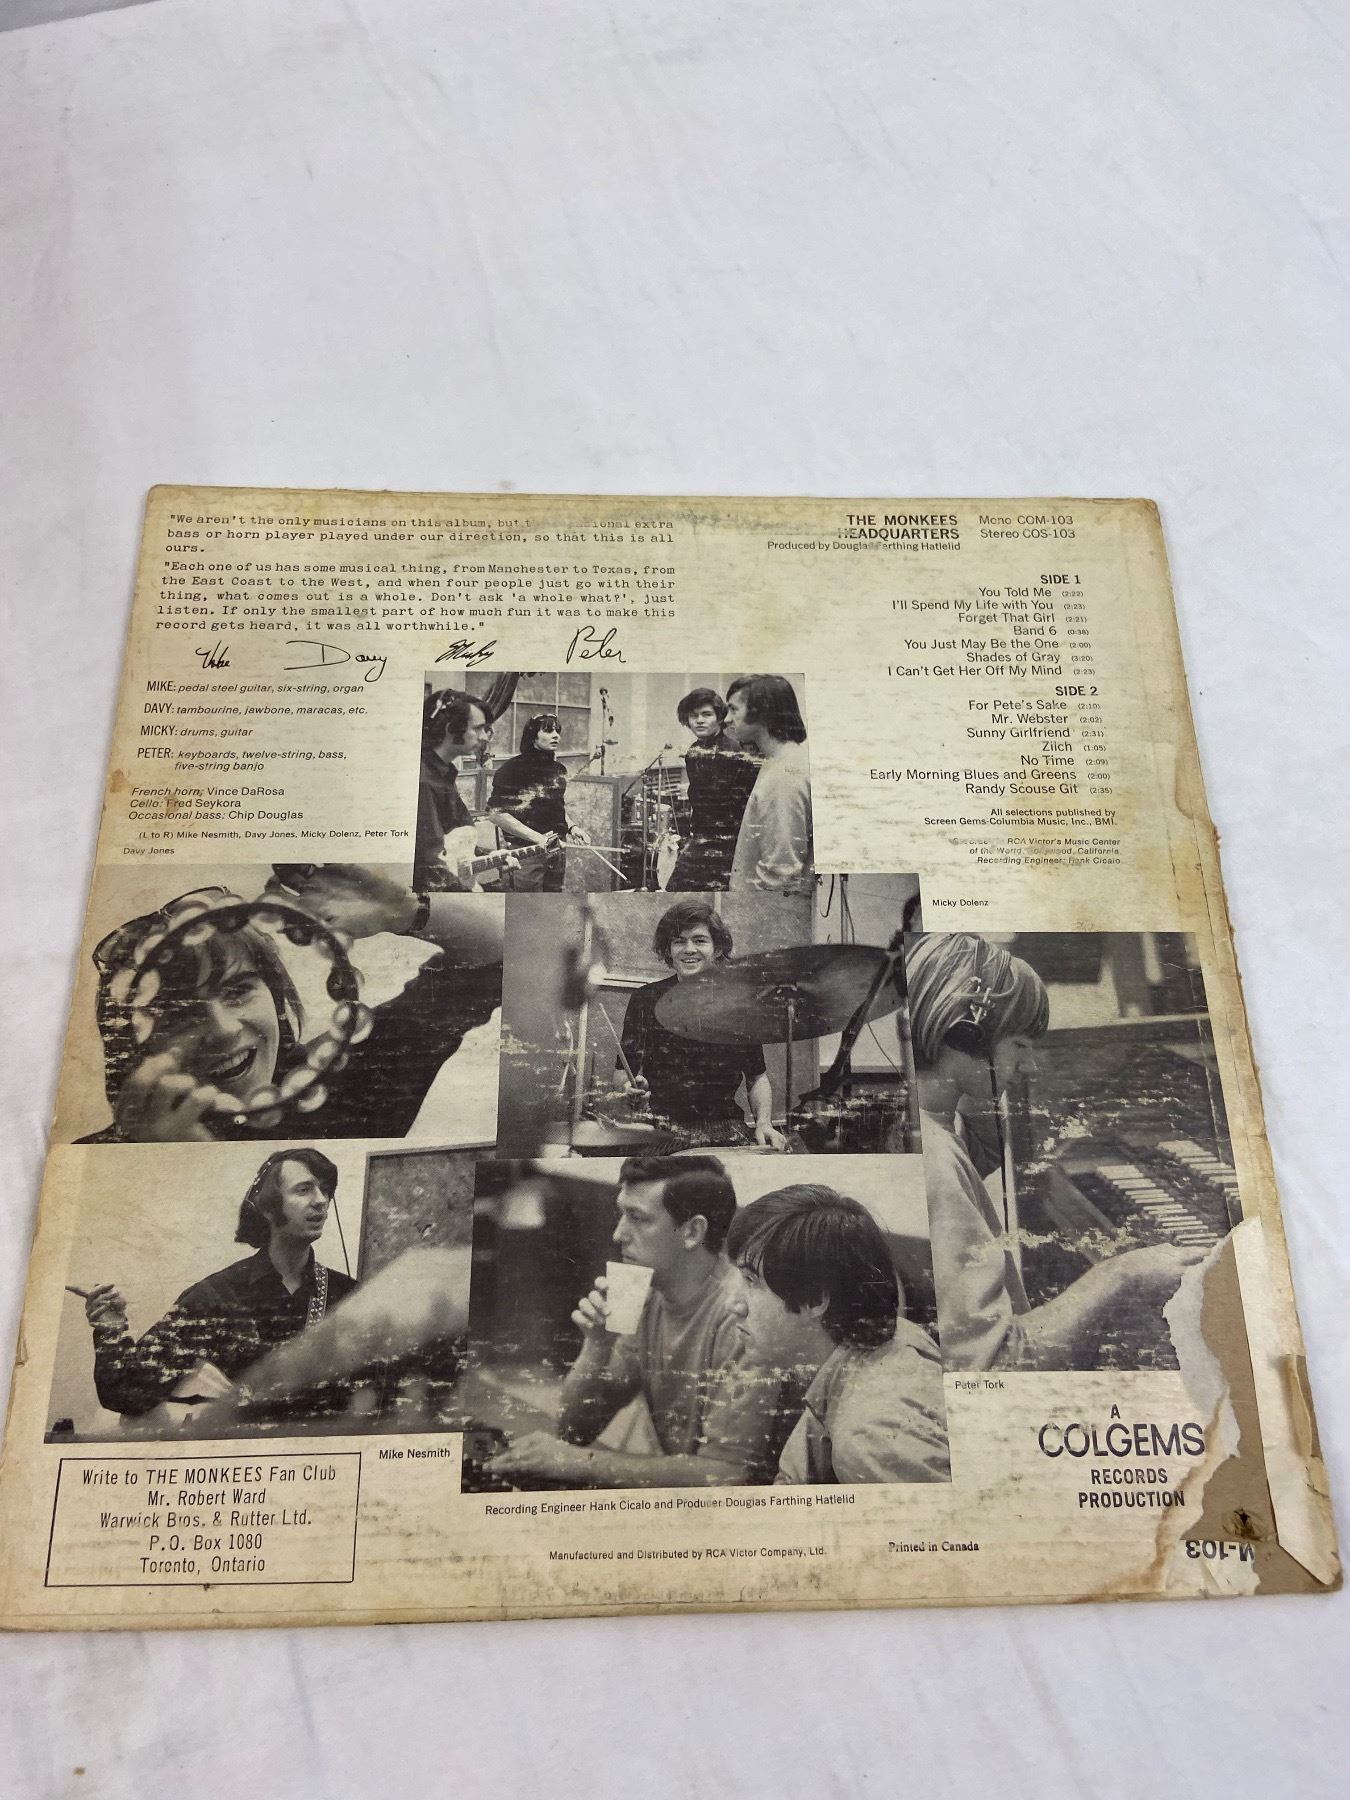 "We aren't the only musicians on this album, but t sional extra
bass or horn player played under our direction, so that this is all
ours.
"Each one of us has some musical thing, from Manchester to Texas, from
the East Coast to the West, and when four people just go with their
thing, what comes out is a whole. Don't ask 'a whole what?', just
listen. If only the smallest part of how much fun it was to make this
record gets heard, it was all worthwhile."
Mike Davy Micky Peter
MIKE: pedal steel guitar, six-string, organ
DAVY: tambourine, jawbone, maracas, etc.
MICKY: drums, guitar
PETER: keyboards, twelve-string, bass,
five-string banjo
French horn: Vince DaRosa
Cello: Fred Seykora
Occasional bass: Chip Douglas
(L to R) Mike Nesmith, Davy Jones, Micky Dolenz, Peter Tork
Davy Jones
THE MONKEES
HEADQUARTERS
Produced by Douglas Farthing Hatlelid
Mono COM-103
Stereo COS-103
SIDE 1
You Told Me (2:22)
I'll Spend My Life with You (2:23)
Forget That Girl (2:21)
Band 6 (0:38)
You Just May Be the One (2:00)
Shades of Gray (3:20)
I Can't Get Her Off My Mind (2:23)
SIDE 2
For Pete's Sake (2:10)
Mr. Webster (2:02)
Sunny Girlfriend (2:31)
Zilch (1:05)
No Time (2:09)
Early Morning Blues and Greens (2:00)
Randy Scouse Git (2:35)
All selections published by
Screen Gems-Columbia Music, Inc., BMI.
RCA Victor's Music Center
of the World, Hollywood, California
Recording Engineer: Hank Cicalo
Micky Dolenz
Peter Tork
Mike Nesmith
Recording Engineer Hank Cicalo and Producer Douglas Farthing Hatlelid
Write to THE MONKEES Fan Club
Mr. Robert Ward
Warwick Bros. & Rutter Ltd.
P.O. Box 1080
Toronto, Ontario
A
COLGEMS
RECORDS
PRODUCTION
Manufactured and Distributed by RCA Victor Company, Ltd.
Printed in Canada
M-103